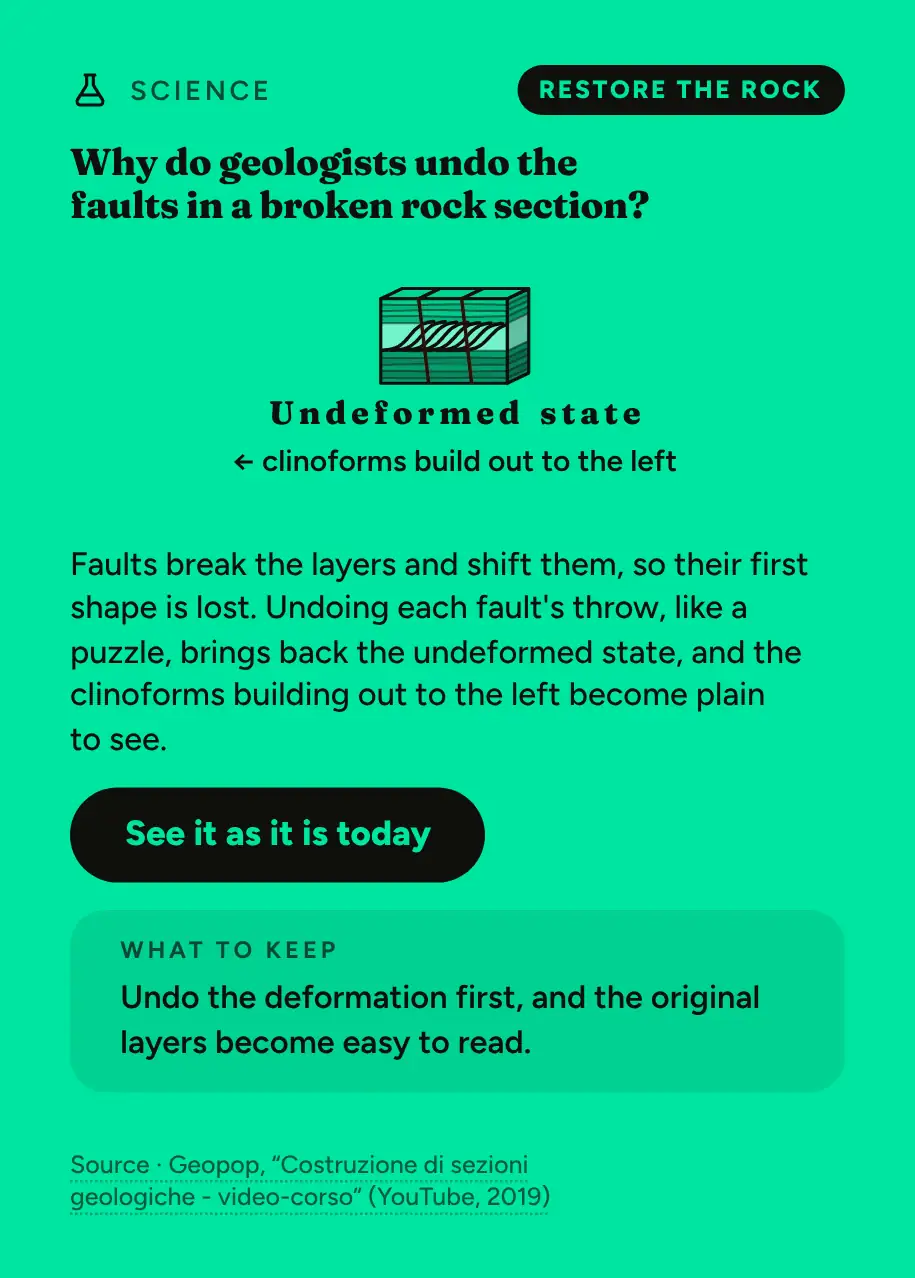 SCIENCE
RESTORE THE ROCK
Why do geologists undo the
faults in a broken rock section?
Undeformed state
← clinoforms build out to the left
Faults break the layers and shift them, so their first
shape is lost. Undoing each fault's throw, like a
puzzle, brings back the undeformed state, and the
clinoforms building out to the left become plain
to see.
See it as it is today
WHAT TO KEEP
Undo the deformation first, and the original
layers become easy to read.
Source · Geopop, “Costruzione di sezioni
geologiche - video-corso” (YouTube, 2019)